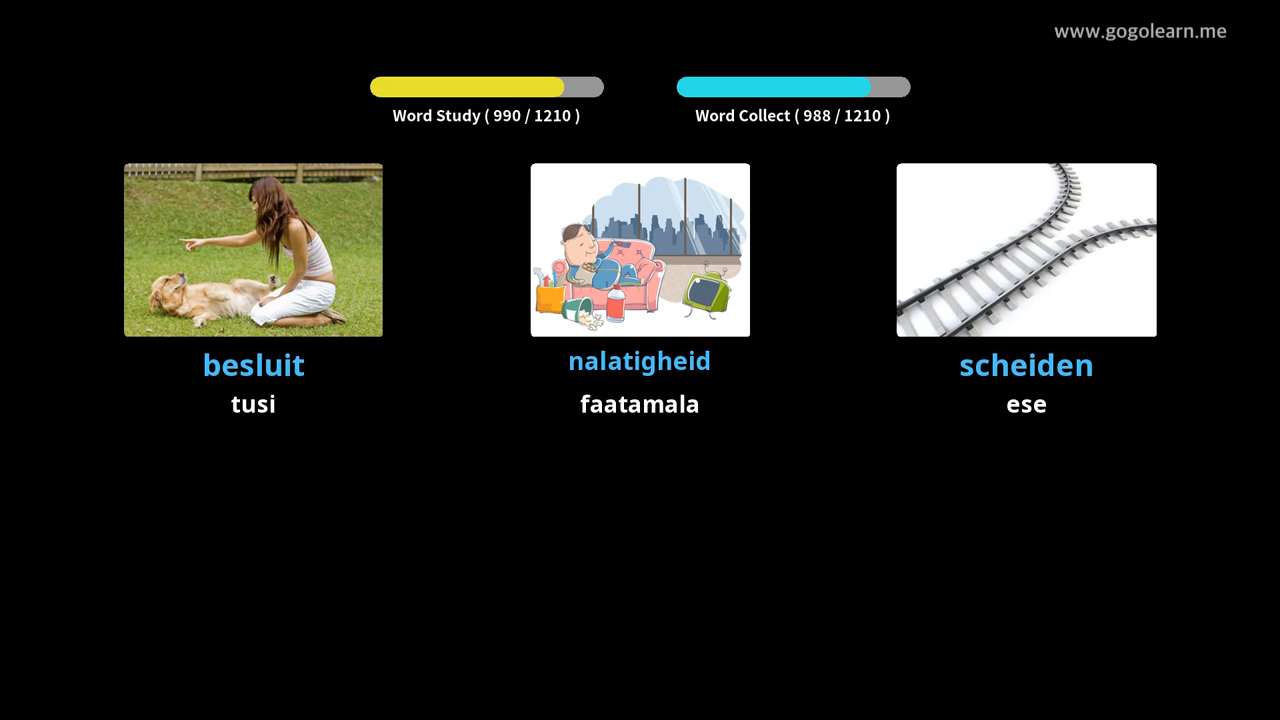 www.gogolearn.me
Word Study ( 990 / 1210 )
Word Collect ( 988 / 1210 )
besluit
nalatigheid
scheiden
tusi
faatamala
ese